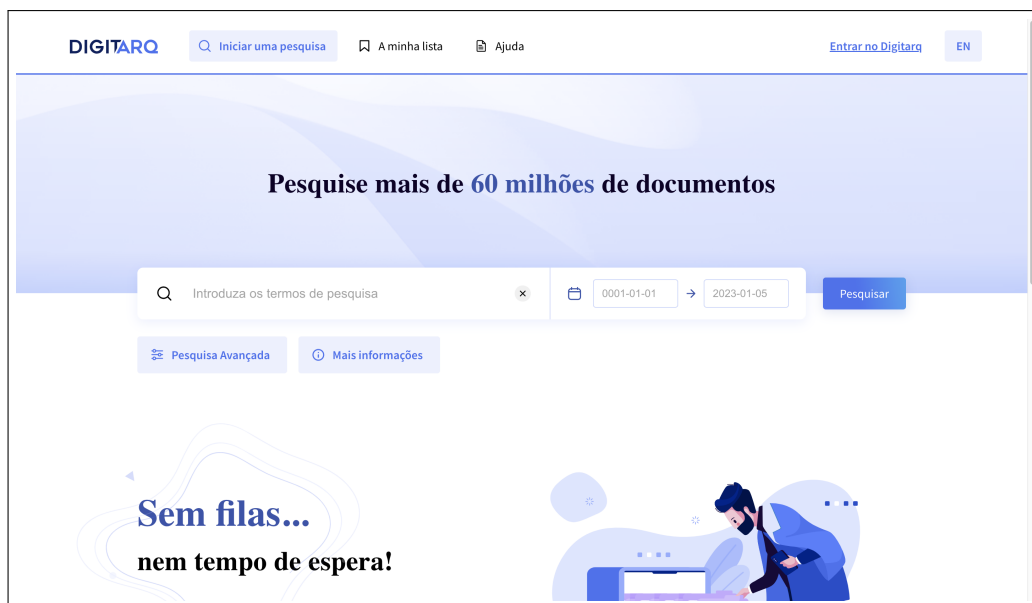 DIGITARQ
Iniciar uma pesquisa
A minha lista
Ajuda
Entrar no Digitarq
EN
Pesquise mais de 60 milhões de documentos
Introduza os termos de pesquisa
0001-01-01
2023-01-05
Pesquisar
Pesquisa Avançada
Mais informações
Sem filas...
nem tempo de espera!